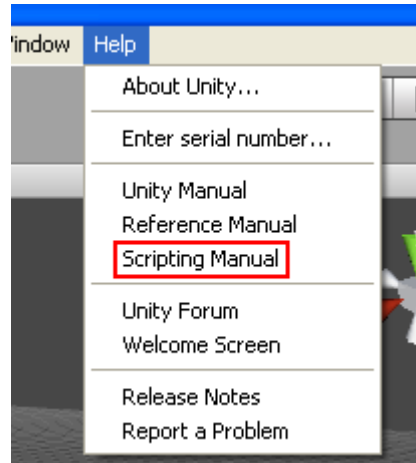 indow Help
About Unity...
Enter serial number...
Unity Manual
Reference Manual
Scripting Manual
Unity Forum
Welcome Screen
Release Notes
Report a Problem